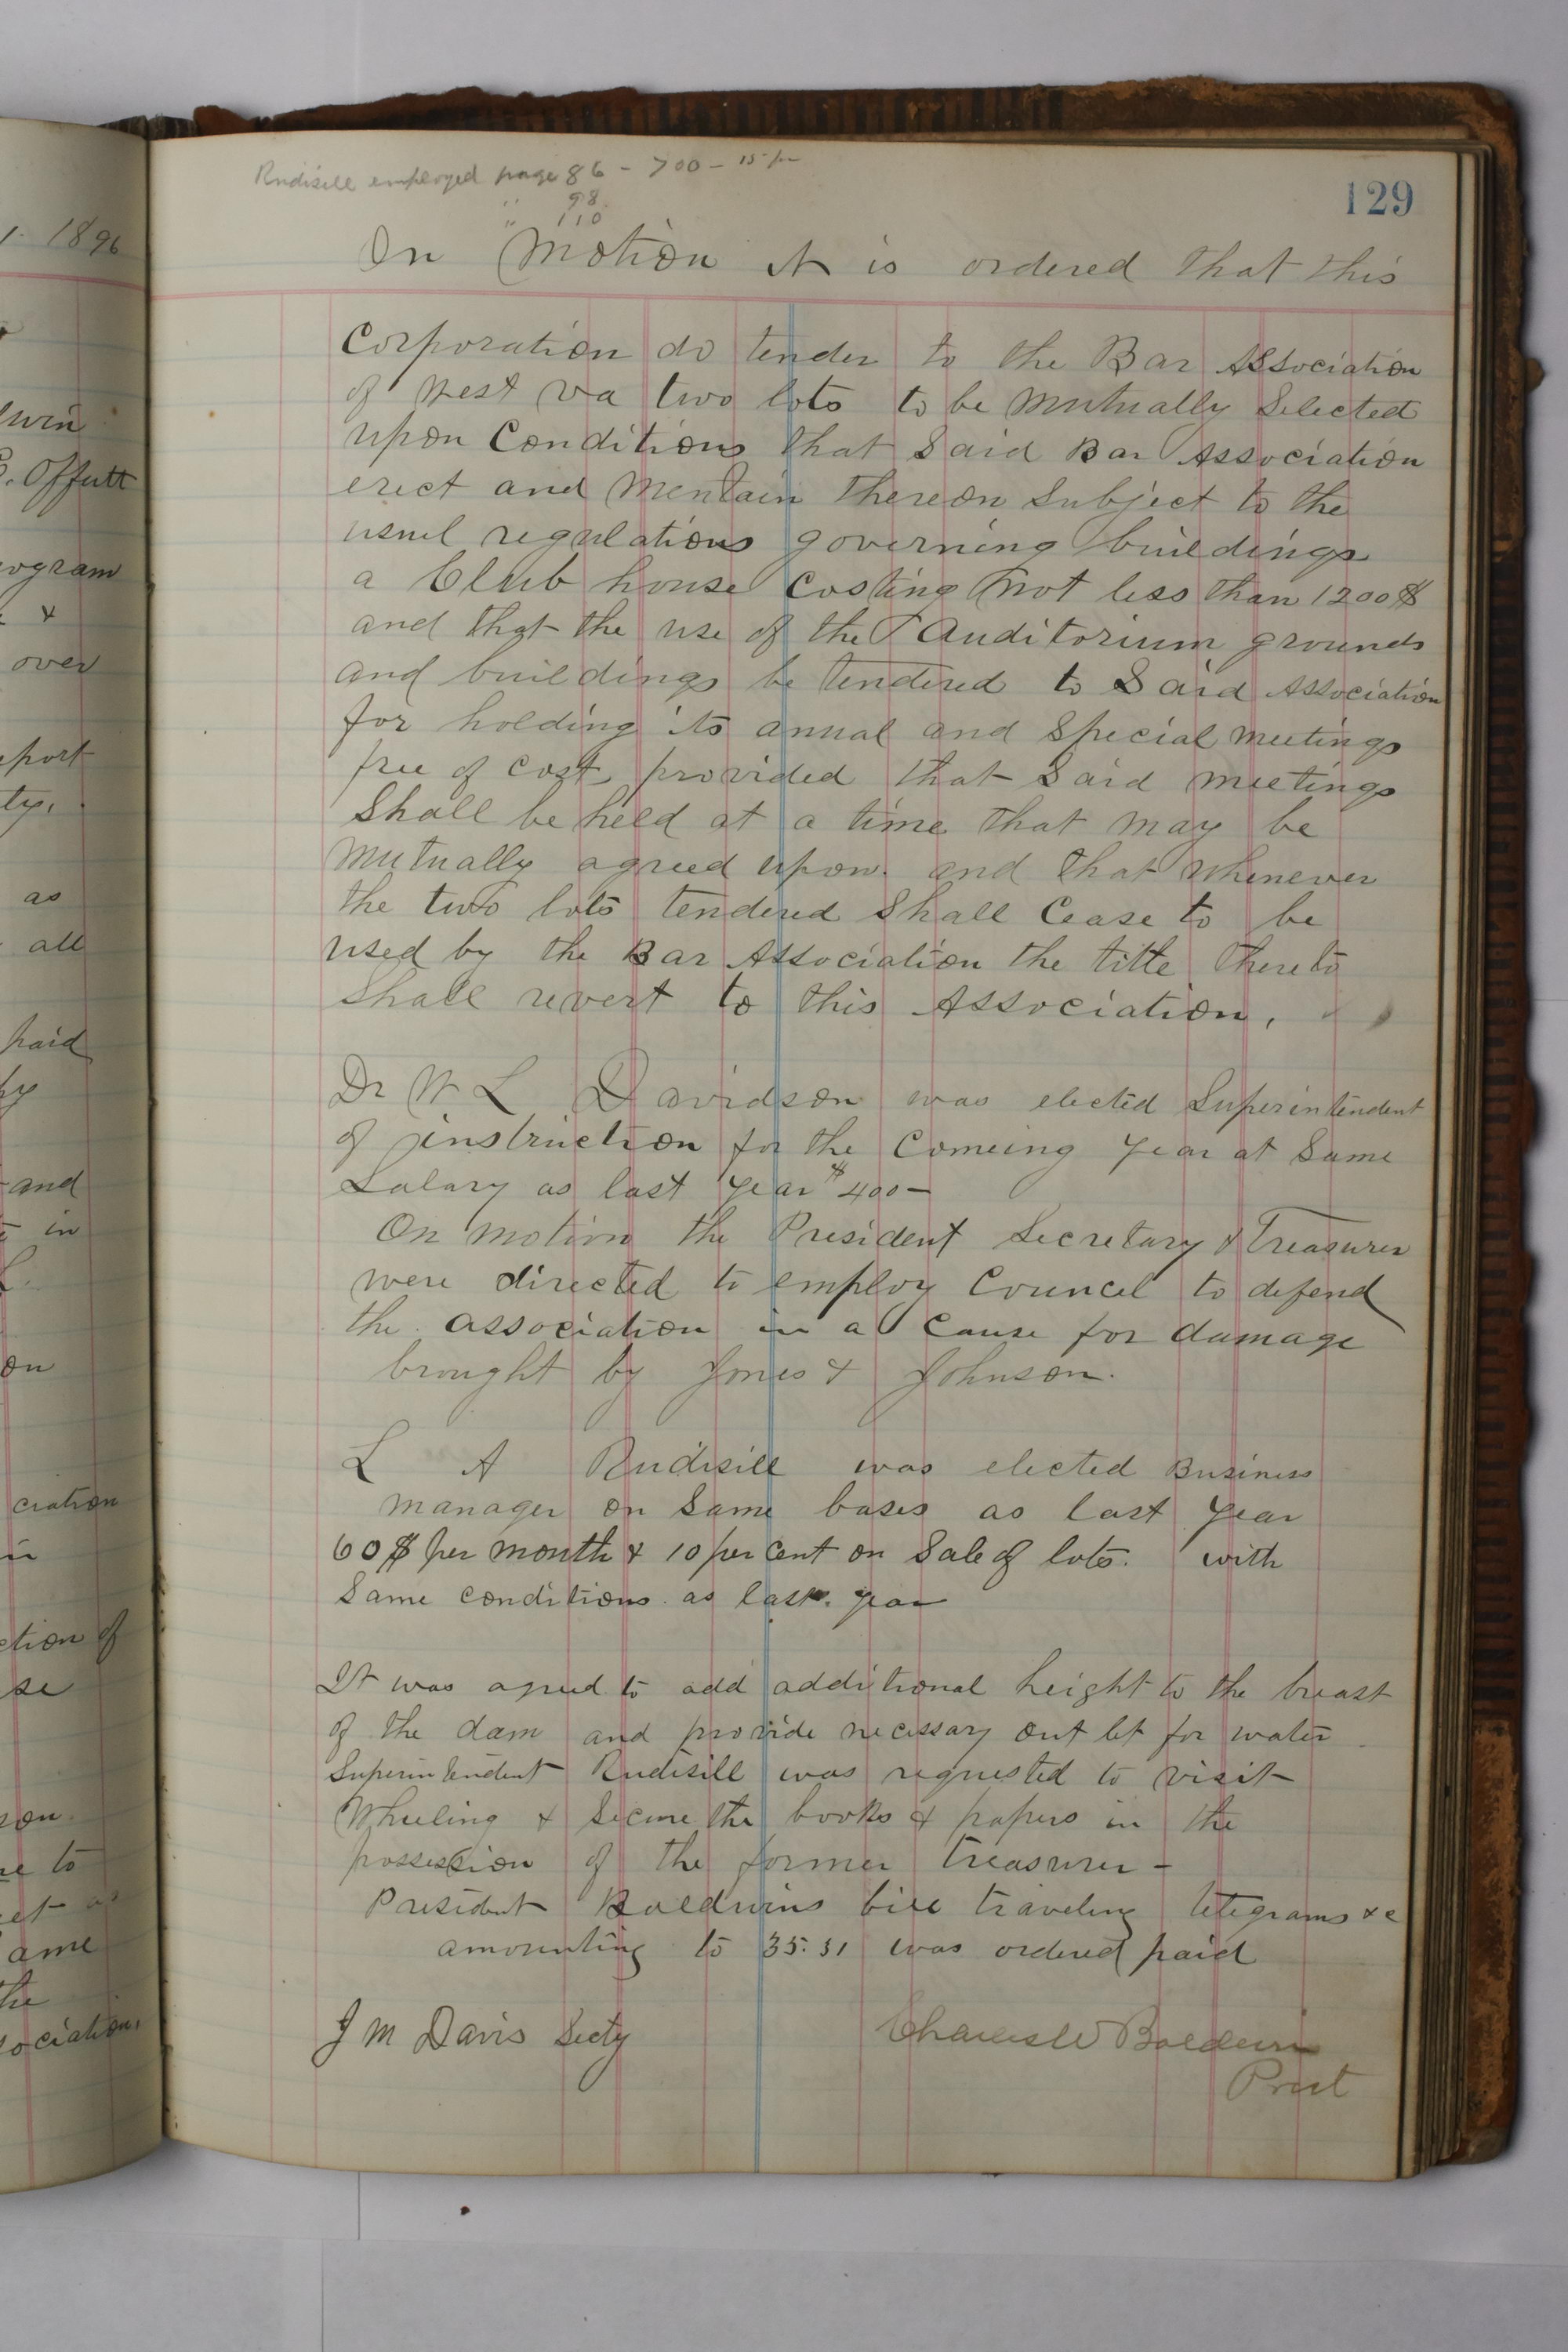 1. 1896
win
Offutt
ogram
&
over
port
ty,
as
all
paid
by
and
in
L.
on
ciation
in
ction of
se
son
re to
et as
ame
the
sociation,
Rudisill employed page 86 - 700 -
" 98
" 110
129
On Motion it is ordered that this
Corporation do tender to the Bar Association
of West va two lots to be mutually Selected
upon Conditions that Said Bar Association
erect and mentain thereon Subject to the
usuel regulations governing buildings
a Club house Costing not less than 1200$
and that the use of the Auditorium grounds
and buildings be tendered to Said Association
for holding its anual and Special meetings
free of cost provided that Said meetings
Shall be held at a time that may be
mutually agreed upon. and that whenever
the two lots tendered Shall Cease to be
used by the Bar Association the title thereto
Shall revert to this Association,
Dr W L Davidson was elected Superintendent
of instruction for the Comeing year at Same
Salary as last year $400-
On motion the President Secretary & Treasurer
were directed to employ Councel to defend
the association in a Cause for damage
brought by Jones & Johnson.
L A Rudisill was elected Business
manager on Same bases as last year
60$ per month & 10 per cent on Sale of lots. with
Same conditions as last year
It was agreed to add additional height to the breast
of the dam and provide necessary out let for water
Superintendent Rudisill was requested to visit
Wheeling & Secure the books & papers in the
possession of the former treasurer -
President Baldwins bill traveling telegrams &c
amounting to 35.31 was ordered paid
J M Davis Secty
Charles W Baldwin
Prest